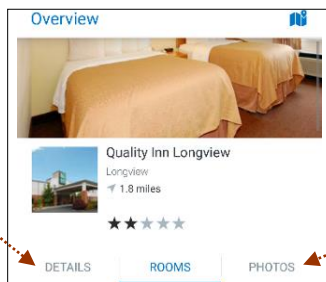 Overview
Quality Inn Longview
Longview
1.8 miles
DETAILS ROOMS PHOTOS